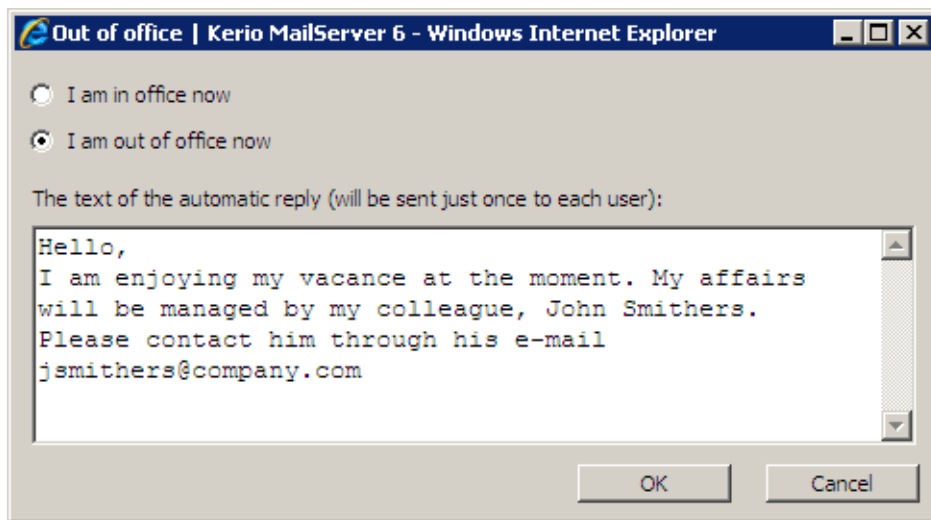 Out of office | Kerio MailServer 6 - Windows Internet Explorer
I am in office now
I am out of office now
The text of the automatic reply (will be sent just once to each user):
Hello,
I am enjoying my vacance at the moment. My affairs
will be managed by my colleague, John Smithers.
Please contact him through his e-mail
jsmithers@company.com
OK
Cancel